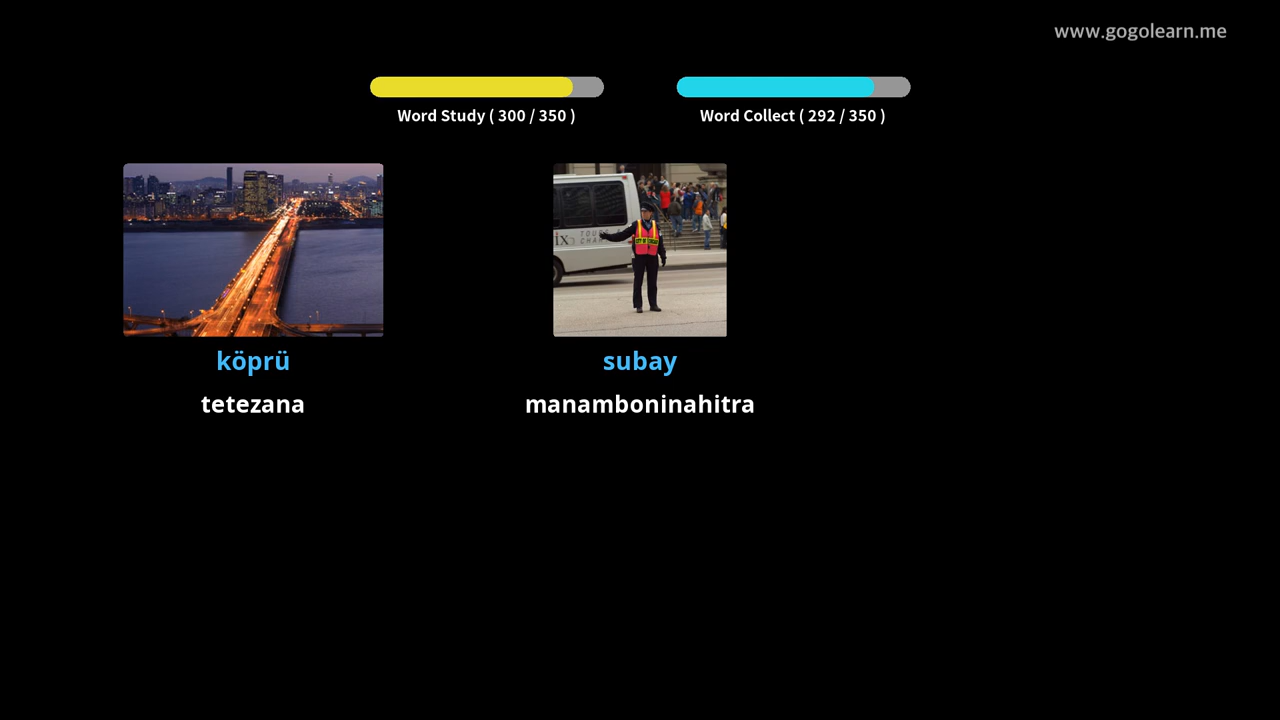 www.gogolearn.me
Word Study ( 300 / 350 )
Word Collect ( 292 / 350 )
köprü
subay
tetezana
manamboninahitra